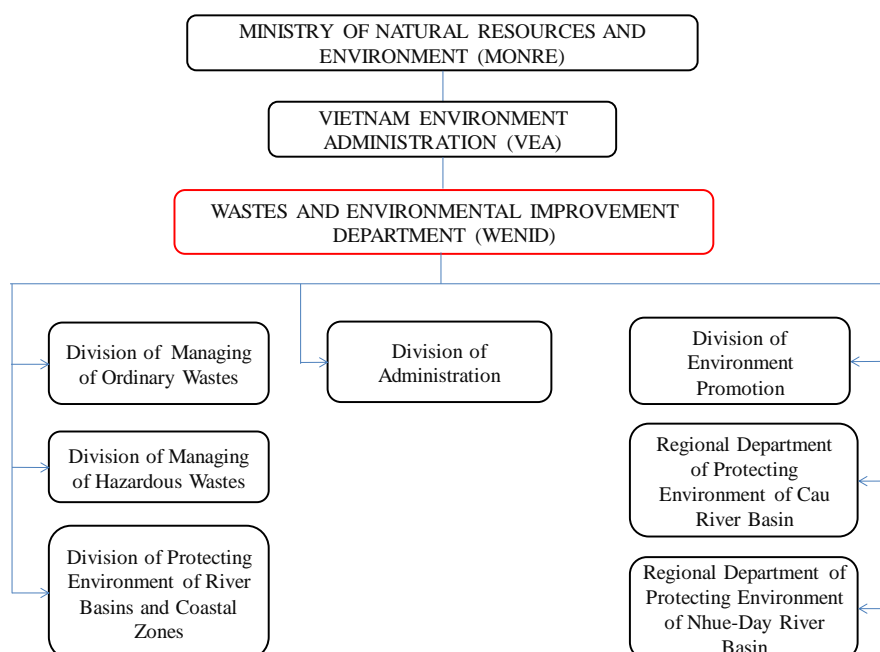 MINISTRY OF NATURAL RESOURCES AND
ENVIRONMENT (MONRE)
VIETNAM ENVIRONMENT
ADMINISTRATION (VEA)
WASTES AND ENVIRONMENTAL IMPROVEMENT
DEPARTMENT (WENID)
Division of Managing
of Ordinary Wastes
Division of Managing
of Hazardous Wastes
Division of Protecting
Environment of River
Basins and Coastal
Zones
Division of
Administration
Division of
Environment
Promotion
Regional Department
of Protecting
Environment of Cau
River Basin
Regional Department of
Protecting Environment
of Nhue-Day River
Basin